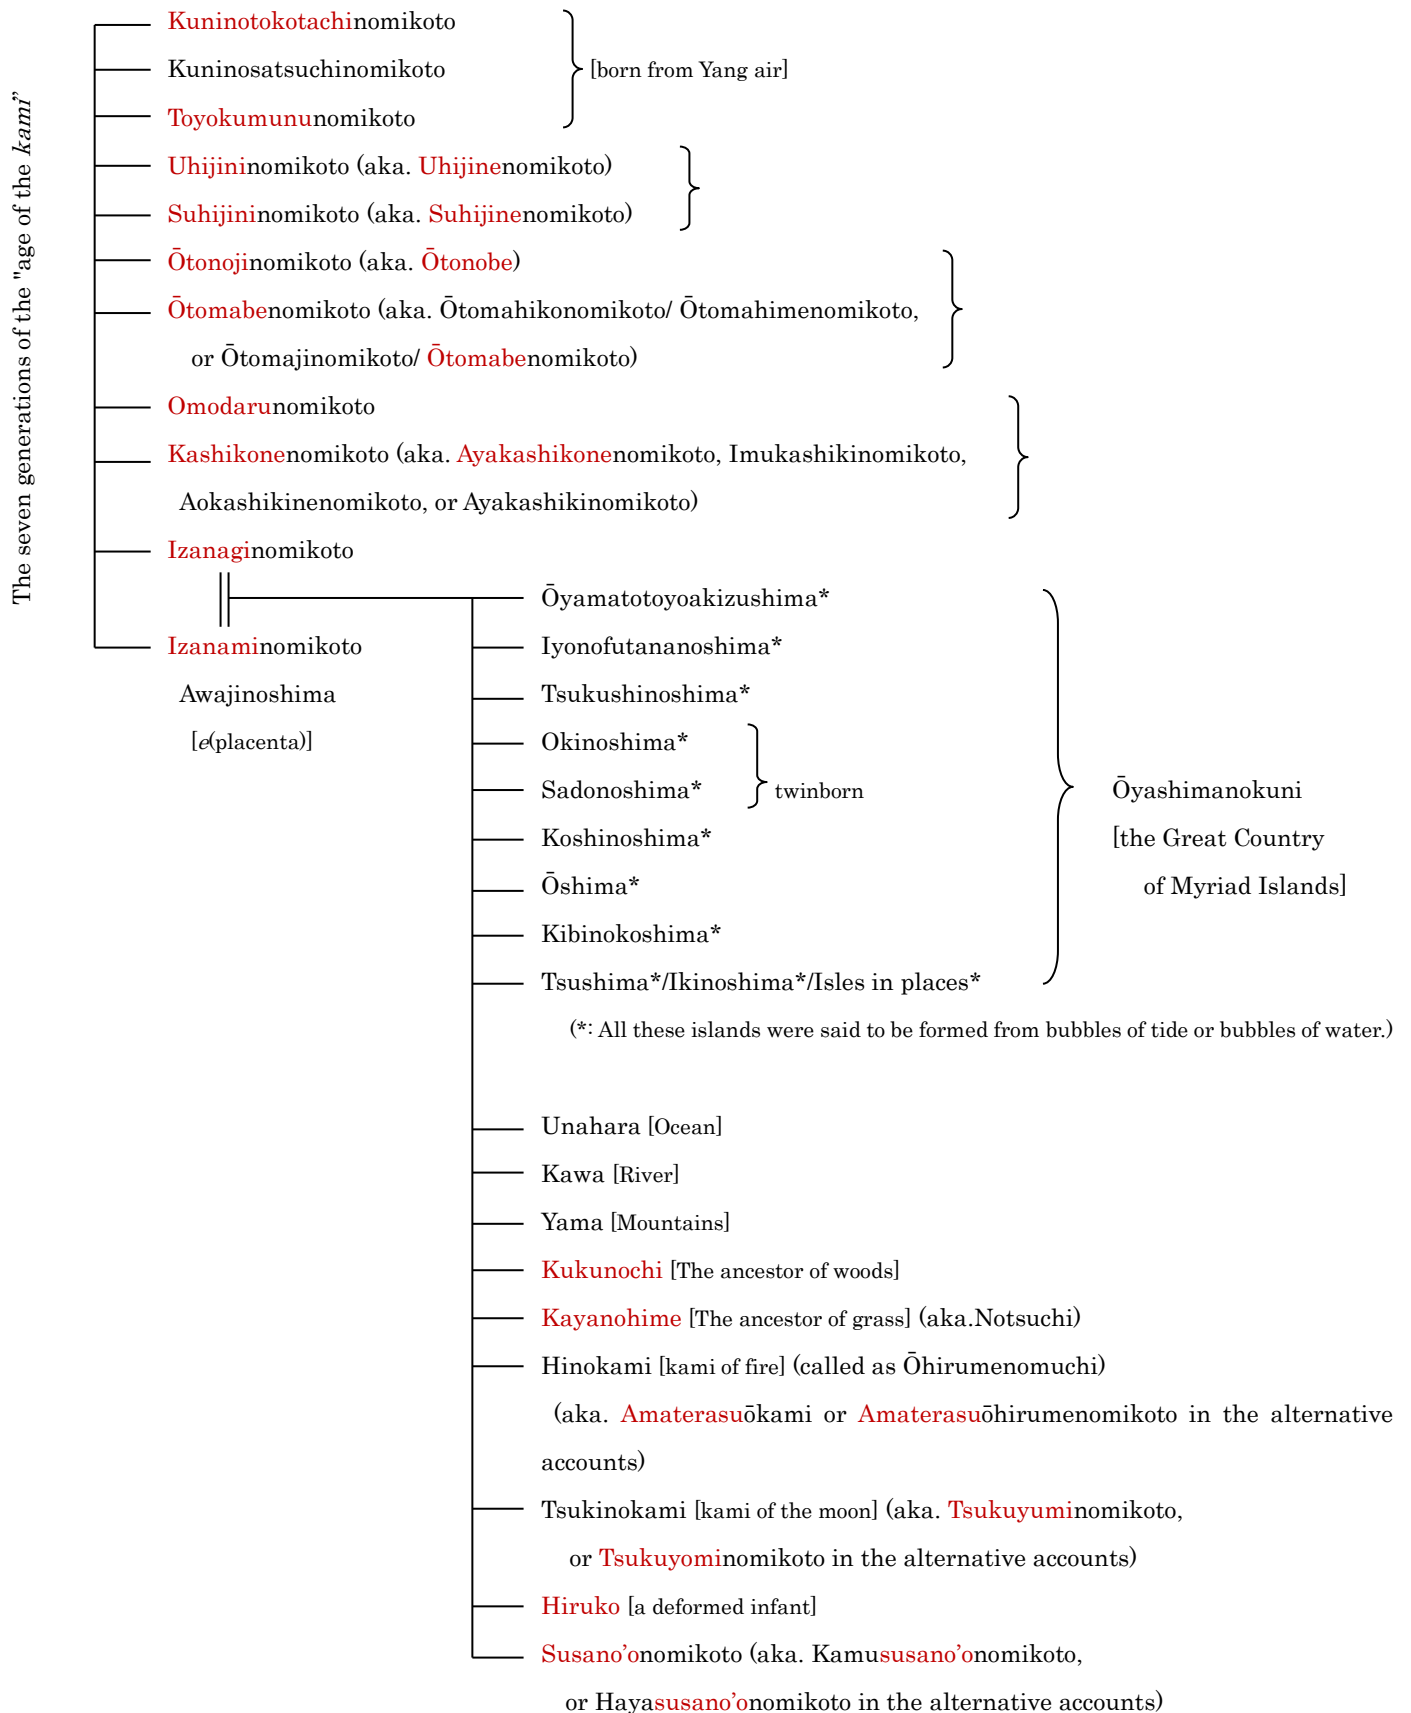 The seven generations of the "age of the kami”
Kuninotokotachinomikoto
Kuninosatsuchinomikoto
[born from Yang air]
Toyokumununomikoto
Uhijininomikoto (aka. Uhijinenomikoto)
Suhijininomikoto (aka. Suhijinenomikoto)
Ōtonojinomikoto (aka. Ōtonobe)
Ōtomabenomikoto (aka. Ōtomahikonomikoto/ Ōtomahimenomikoto,
or Ōtomajinomikoto/ Ōtomabenomikoto)
Omodarunomikoto
Kashikonenomikoto (aka. Ayakashikonenomikoto, Imukashikinomikoto,
Aokashikinenomikoto, or Ayakashikinomikoto)
Izanaginomikoto
Izanaminomikoto
Awajinoshima
[e(placenta)]
Ōyamatotoyoakizushima*
Iyonofutananoshima*
Tsukushinoshima*
Okinoshima*
Sadonoshima*
twinborn
Koshinoshima*
Ōshima*
Kibinokoshima*
Tsushima*/Ikinoshima*/Isles in places*
Ōyashimanokuni
[the Great Country
of Myriad Islands]
(*: All these islands were said to be formed from bubbles of tide or bubbles of water.)
Unahara [Ocean]
Kawa [River]
Yama [Mountains]
Kukunochi [The ancestor of woods]
Kayanohime [The ancestor of grass] (aka.Notsuchi)
Hinokami [kami of fire] (called as Ōhirumenomuchi)
(aka. Amaterasuōkami or Amaterasuōhirumenomikoto in the alternative
accounts)
Tsukinokami [kami of the moon] (aka. Tsukuyuminomikoto,
or Tsukuyominomikoto in the alternative accounts)
Hiruko [a deformed infant]
Susano’onomikoto (aka. Kamususano’onomikoto,
or Hayasusano’onomikoto in the alternative accounts)